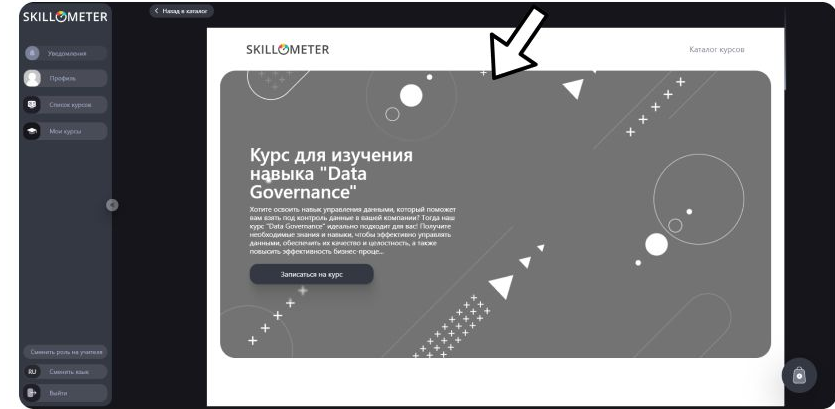 SKILLOMETER
Назад в каталог
Уведомления
Профиль
Список курсов
Мои курсы
Сменить роль на учителя
RU Сменить язык
Выйти
SKILLOMETER
Каталог курсов
Курс для изучения
навыка "Data
Governance"
Хотите освоить навык управления данными, который поможет
вам взять под контроль данные в вашей компании? Тогда наш
курс "Data Governance" идеально подходит для вас! Получите
необходимые знания и навыки, чтобы эффективно управлять
данными, обеспечить их качество и целостность, а также
повысить эффективность бизнес-проце...
Записаться на курс